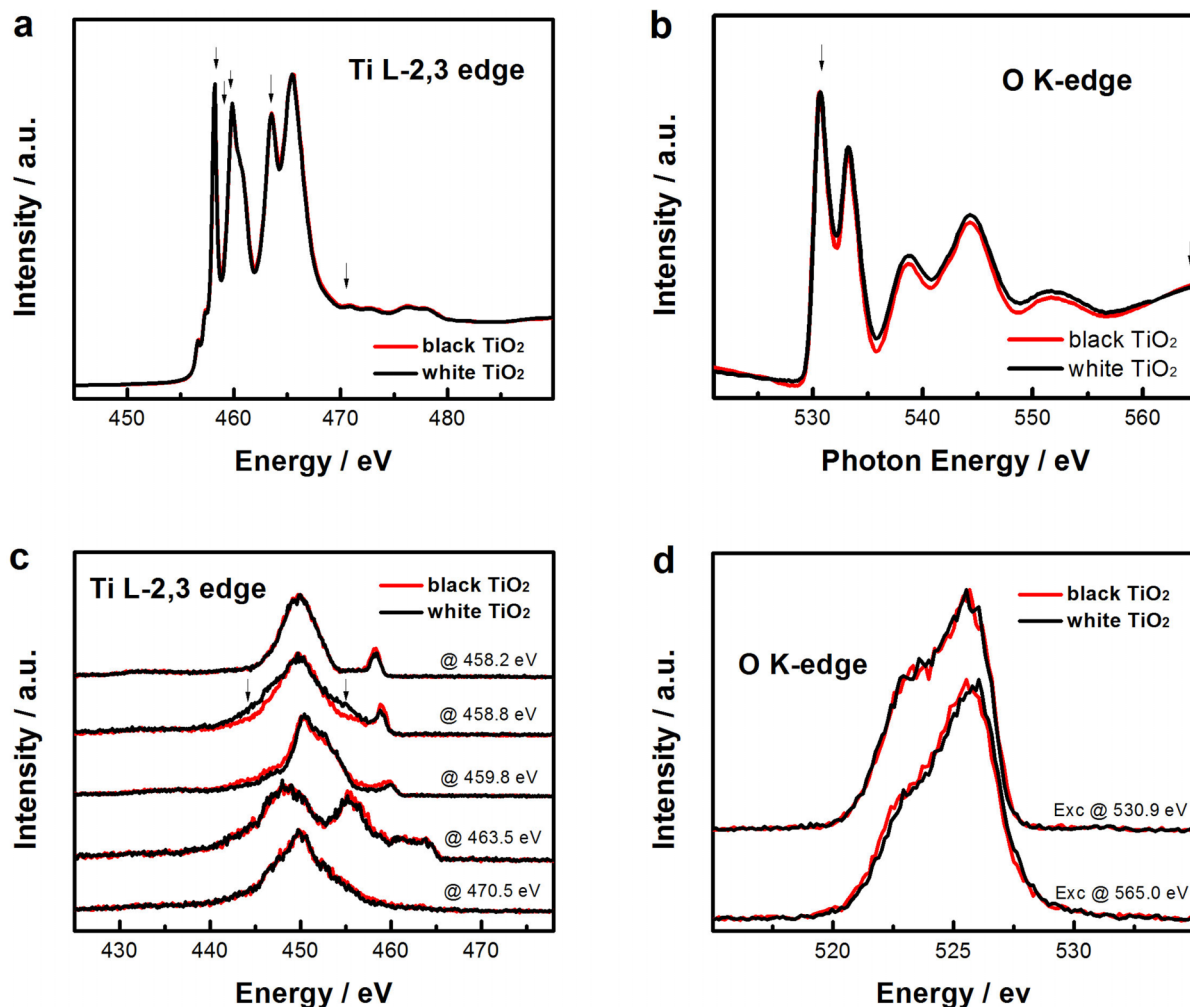 a
Ti L-2,3 edge
Intensity / a.u.
black TiO2
white TiO2
450 460 470 480
Energy / eV
b
O K-edge
Intensity / a.u.
black TiO2
white TiO2
530 540 550 560
Photon Energy / eV
c
Ti L-2,3 edge
black TiO2
white TiO2
@ 458.2 eV
@ 458.8 eV
@ 459.8 eV
@ 463.5 eV
@ 470.5 eV
Intensity / a.u.
430 440 450 460 470
Energy / eV
d
black TiO2
white TiO2
O K-edge
Exc @ 530.9 eV
Exc @ 565.0 eV
Intensity / a.u.
520 525 530
Energy / ev